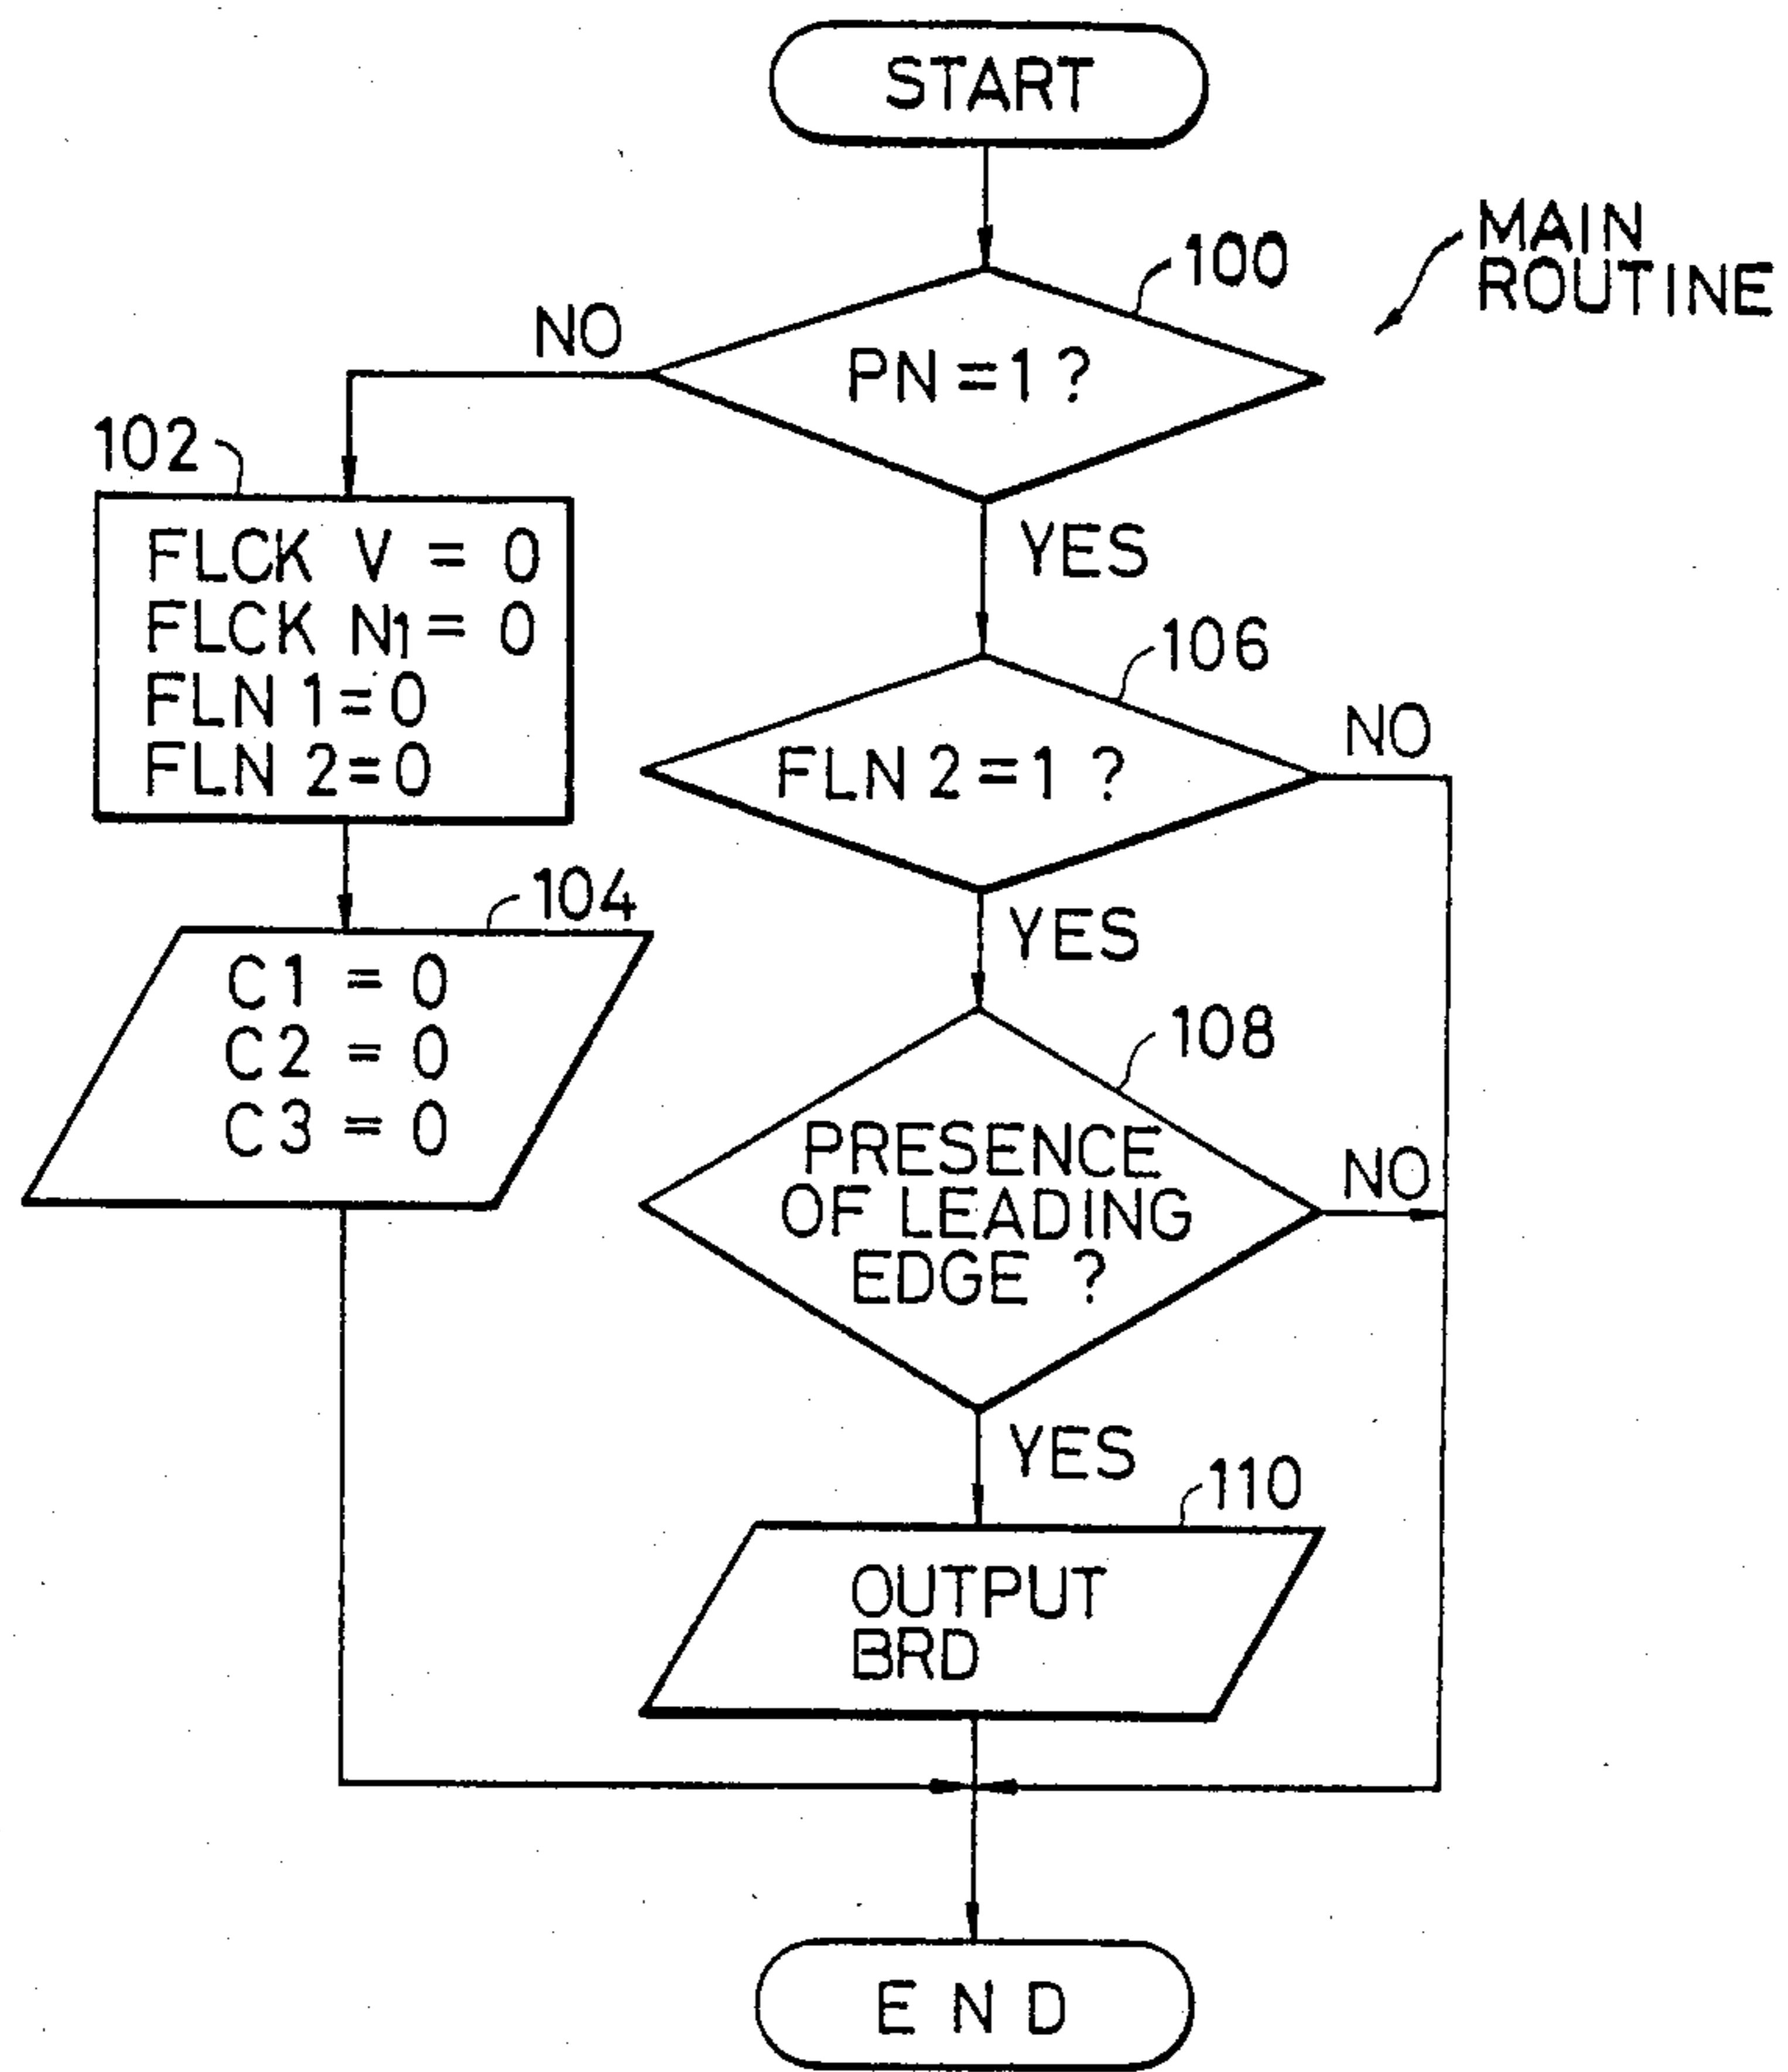 START
MAIN
ROUTINE
100
PN=1?
NO
YES
102
FLCK V = 0
FLCK N1= 0
FLN 1=0
FLN 2=0
106
FLN 2=1 ?
NO
YES
104
C1 = 0
C2 = 0
C3 = 0
108
PRESENCE
OF LEADING
EDGE ?
NO
YES
110
OUTPUT
BRD
END